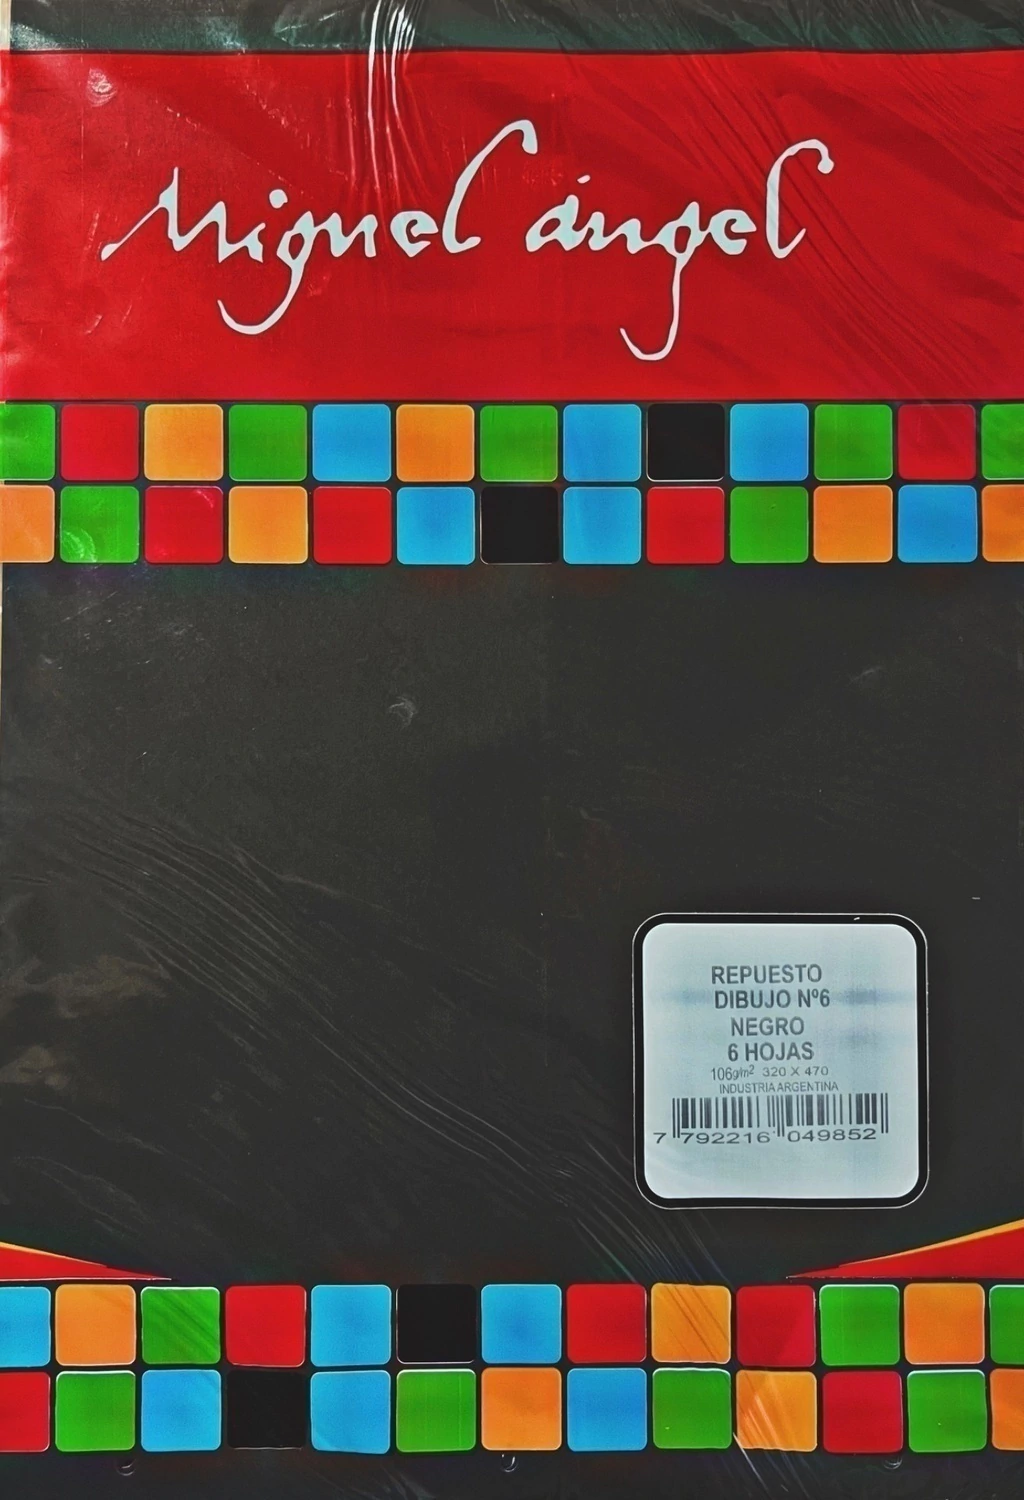 Miguel ángel
REPUESTO
DIBUJO Nº6
NEGRO
6 HOJAS
106g/m² 320 X 470
INDUSTRIA ARGENTINA
7 792216 049852